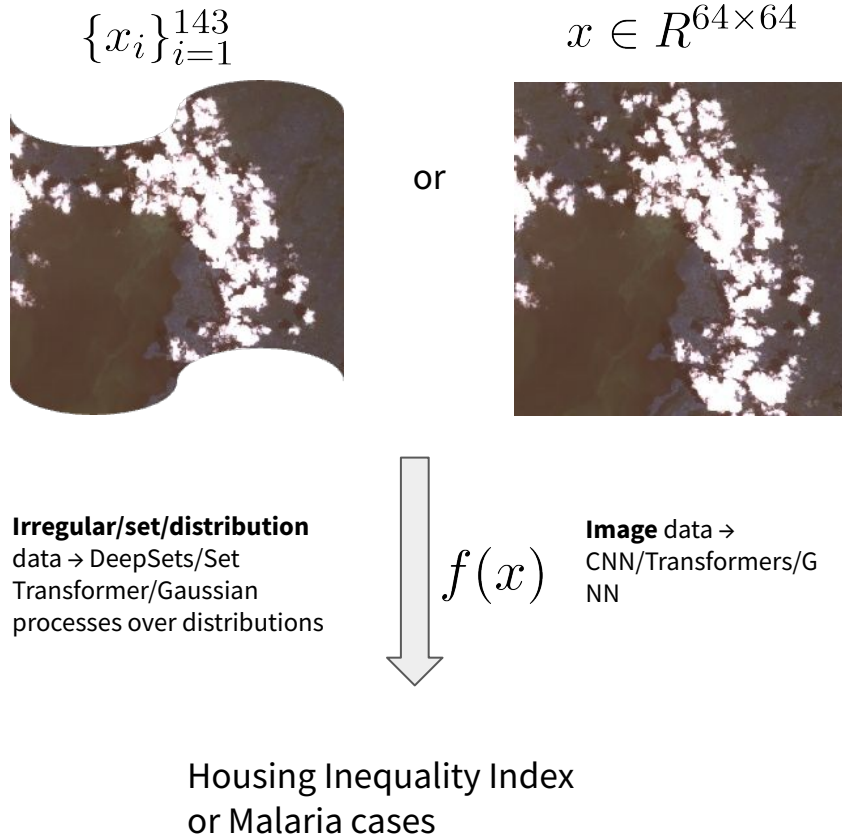 {x_i}_{i=1}^{143}
x ∈ R^{64×64}
or
Irregular/set/distribution
data → DeepSets/Set
Transformer/Gaussian
processes over distributions
f(x)
Image data →
CNN/Transformers/G
NN
Housing Inequality Index
or Malaria cases